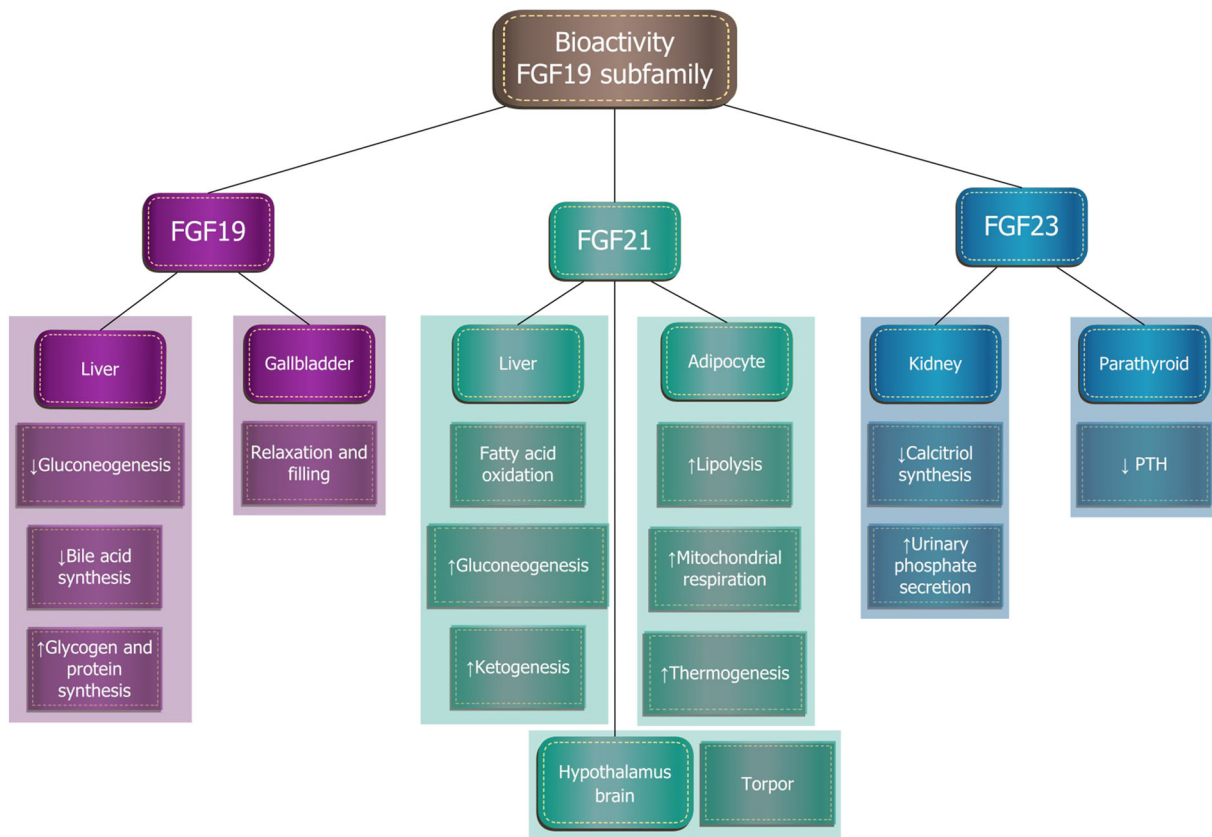 Bioactivity
FGF19 subfamily
FGF19
FGF21
FGF23
Liver
↓Gluconeogenesis
↓Bile acid
synthesis
↑Glycogen and
protein
synthesis
Gallbladder
Relaxation and
filling
Liver
Fatty acid
oxidation
↑Gluconeogenesis
↑Ketogenesis
Adipocyte
↑Lipolysis
↑Mitochondrial
respiration
↑Thermogenesis
Hypothalamus
brain
Torpor
Kidney
↓Calcitriol
synthesis
↑Urinary
phosphate
secretion
Parathyroid
↓ PTH